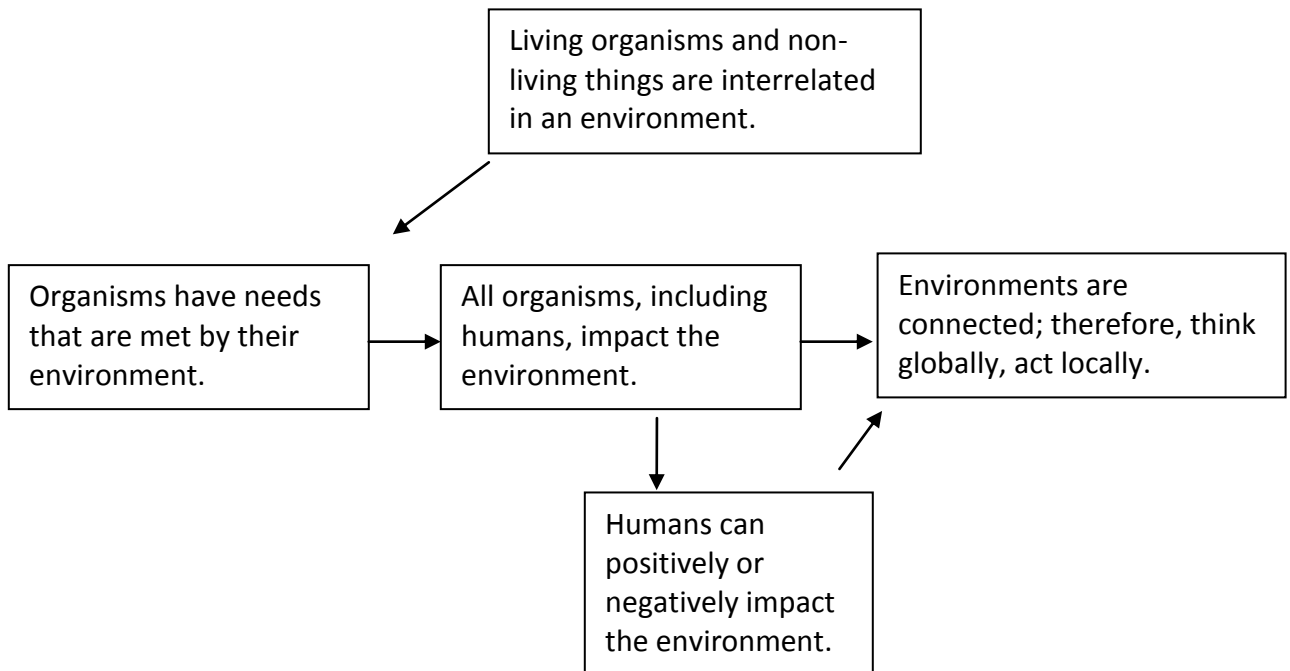 Living organisms and non-
living things are interrelated
in an environment.
Organisms have needs
that are met by their
environment.
All organisms, including
humans, impact the
environment.
Environments are
connected; therefore, think
globally, act locally.
Humans can
positively or
negatively impact
the environment.